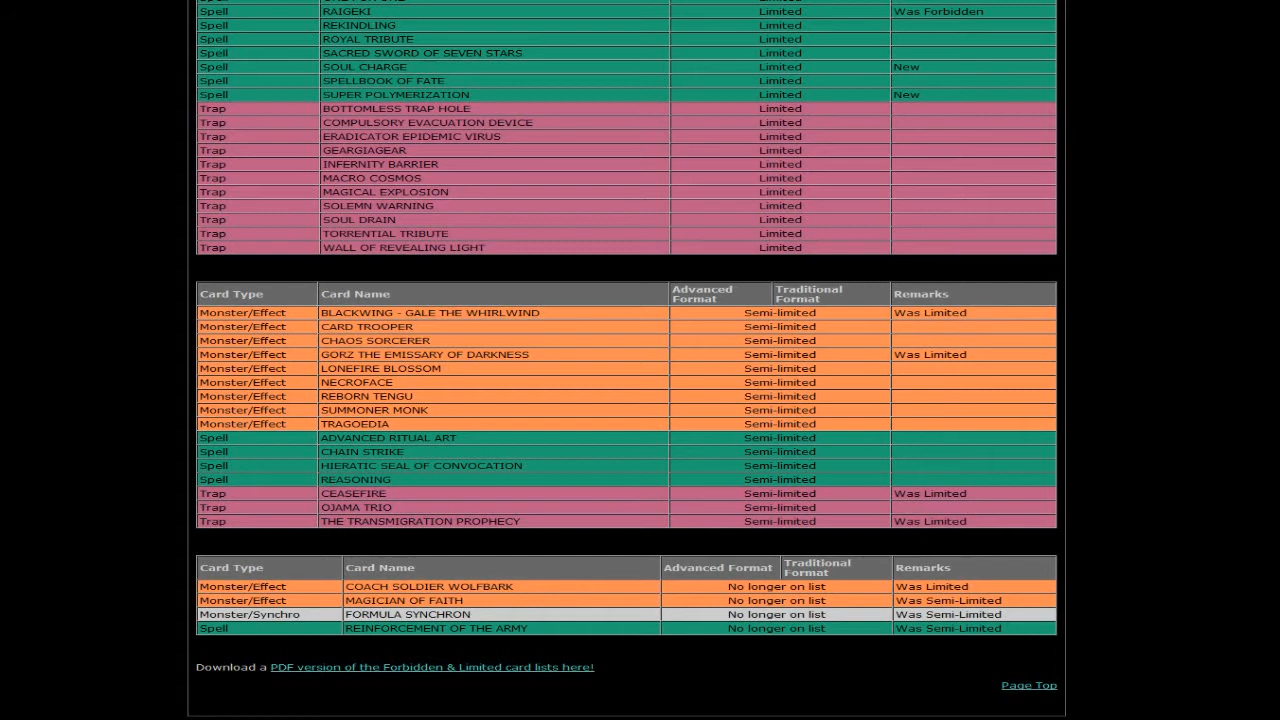 Spell RAIGEKI Limited Was Forbidden
Spell REKINDLING Limited
Spell ROYAL TRIBUTE Limited
Spell SACRED SWORD OF SEVEN STARS Limited
Spell SOUL CHARGE Limited New
Spell SPELLBOOK OF FATE Limited
Spell SUPER POLYMERIZATION Limited New
Trap BOTTOMLESS TRAP HOLE Limited
Trap COMPULSORY EVACUATION DEVICE Limited
Trap ERADICATOR EPIDEMIC VIRUS Limited
Trap GEARGIAGEAR Limited
Trap INFERNITY BARRIER Limited
Trap MACRO COSMOS Limited
Trap MAGICAL EXPLOSION Limited
Trap SOLEMN WARNING Limited
Trap SOUL DRAIN Limited
Trap TORRENTIAL TRIBUTE Limited
Trap WALL OF REVEALING LIGHT Limited
Card Type Card Name Advanced Format Traditional Format Remarks
Monster/Effect BLACKWING - GALE THE WHIRLWIND Semi-limited Was Limited
Monster/Effect CARD TROOPER Semi-limited
Monster/Effect CHAOS SORCERER Semi-limited
Monster/Effect GORZ THE EMISSARY OF DARKNESS Semi-limited Was Limited
Monster/Effect LONEFIRE BLOSSOM Semi-limited
Monster/Effect NECROFACE Semi-limited
Monster/Effect REBORN TENGU Semi-limited
Monster/Effect SUMMONER MONK Semi-limited
Monster/Effect TRAGOEDIA Semi-limited
Spell ADVANCED RITUAL ART Semi-limited
Spell CHAIN STRIKE Semi-limited
Spell HIERATIC SEAL OF CONVOCATION Semi-limited
Spell REASONING Semi-limited
Trap CEASEFIRE Semi-limited Was Limited
Trap OJAMA TRIO Semi-limited
Trap THE TRANSMIGRATION PROPHECY Semi-limited Was Limited
Card Type Card Name Advanced Format Traditional Format Remarks
Monster/Effect COACH SOLDIER WOLFBARK No longer on list Was Limited
Monster/Effect MAGICIAN OF FAITH No longer on list Was Semi-Limited
Monster/Synchro FORMULA SYNCHRON No longer on list Was Semi-Limited
Spell REINFORCEMENT OF THE ARMY No longer on list Was Semi-Limited
Download a PDF version of the Forbidden & Limited card lists here!
Page Top